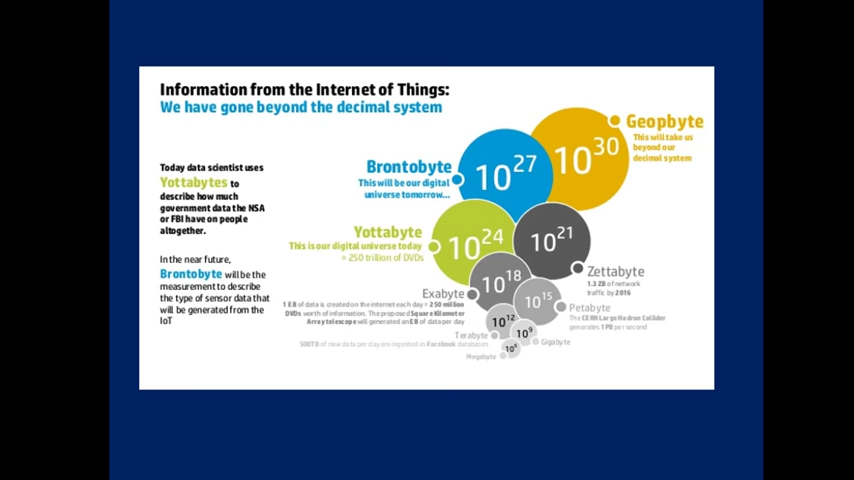 Information from the Internet of Things:
We have gone beyond the decimal system
Today data scientist uses
Yottabytes to
describe how much
government data the NSA
or FBI have on people
altogether.
In the near future,
Brontobyte will be the
measurement to describe
the type of sensor data that
will be generated from the
IoT
Geopbyte
This will take us
beyond our
decimal system
10^30
Brontobyte
This will be our digital
universe tomorrow...
10^27
Yottabyte
This is our digital universe today
= 250 trillion of DVDs
10^24
10^21
Zettabyte
1.3 ZB of network
traffic by 2016
10^18
Exabyte
1 EB of data is created on the internet each day = 250 million
DVDs worth of information. The proposed Square Kilometer
Array telescope will generated an EB of data per day
10^15
Petabyte
The CERN Large Hadron Collider
generates 1 PB per second
10^12
Terabyte
500TB of new data per day are ingested in Facebook databases
10^9
Gigabyte
10^6
Megabyte